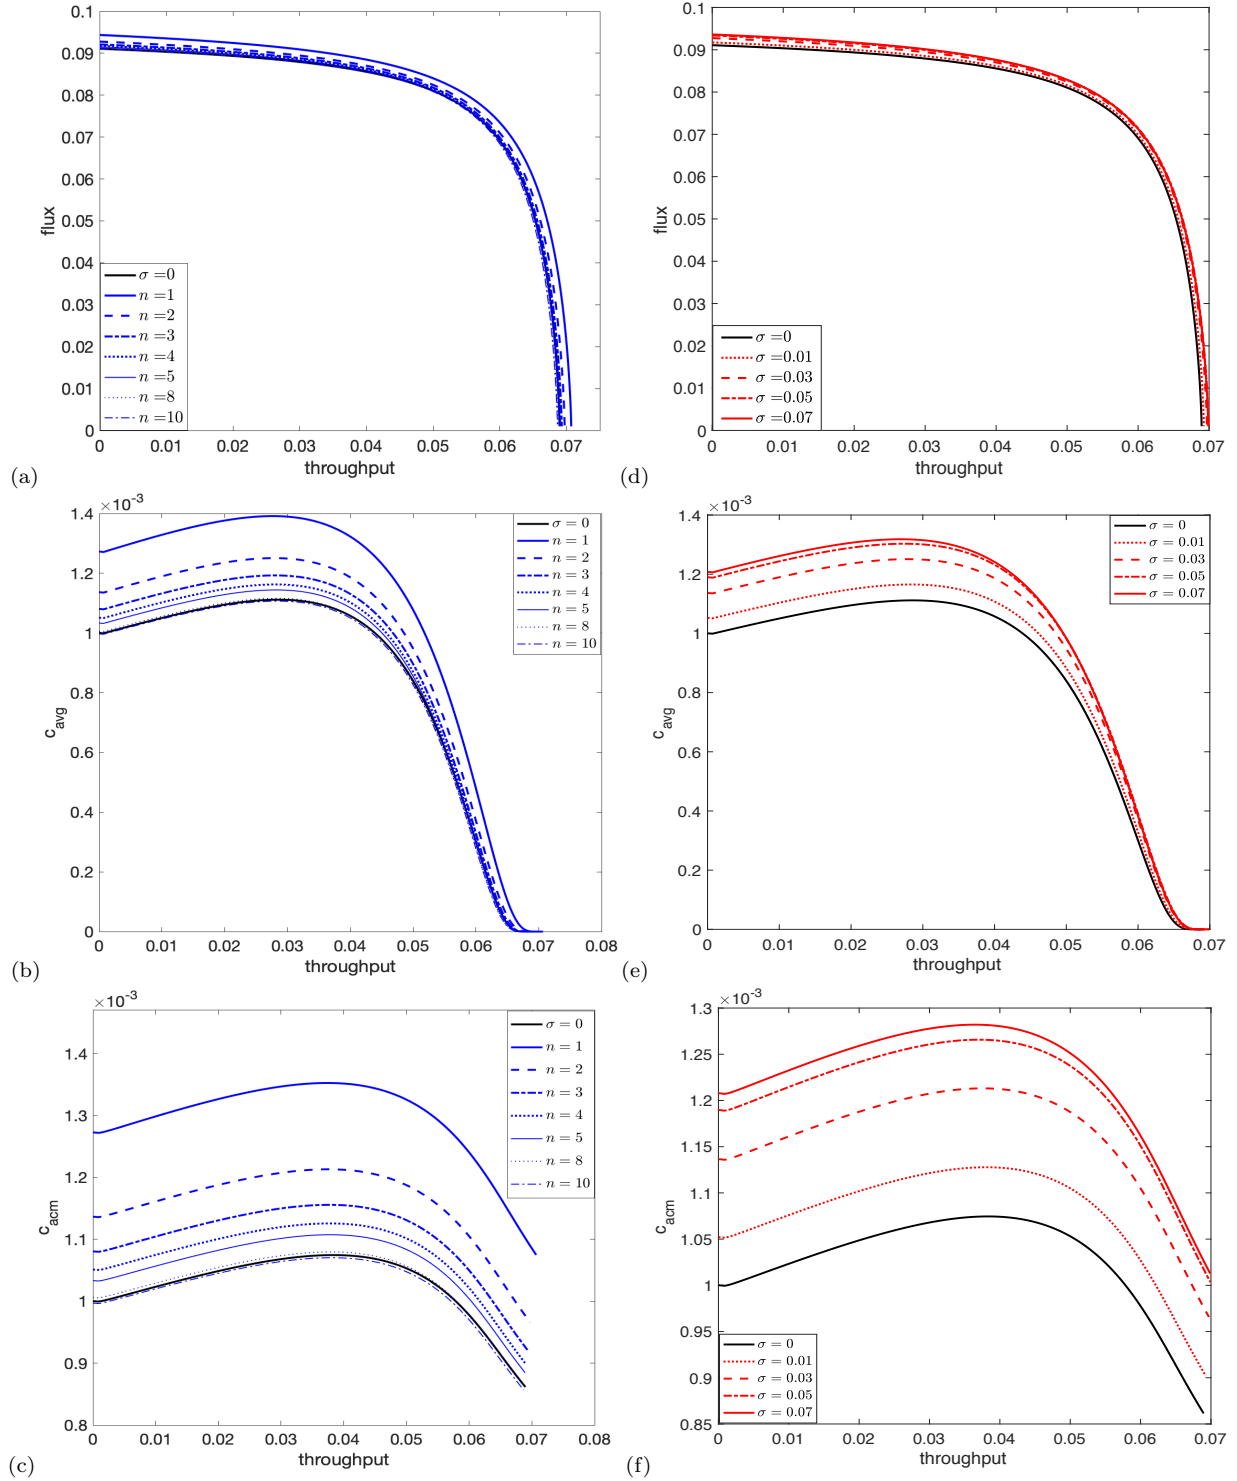 0.1
0.09
0.08
0.07
0.06
0.05
0.04
0.03
0.02
0.01
0
flux
σ =0
n =1
n =2
n =3
n =4
n =5
n =8
n =10
0 0.01 0.02 0.03 0.04 0.05 0.06 0.07
throughput
(a)
0.1
0.09
0.08
0.07
0.06
0.05
0.04
0.03
0.02
0.01
0
flux
σ =0
σ =0.01
σ =0.03
σ =0.05
σ =0.07
0 0.01 0.02 0.03 0.04 0.05 0.06 0.07
throughput
(d)
×10-3
1.4
1.2
1
0.8
0.6
0.4
0.2
0
cavg
σ = 0
n = 1
n = 2
n = 3
n = 4
n = 5
n = 8
n = 10
0 0.01 0.02 0.03 0.04 0.05 0.06 0.07 0.08
throughput
(b)
×10-3
1.4
1.2
1
0.8
0.6
0.4
0.2
0
cavg
σ = 0
σ = 0.01
σ = 0.03
σ = 0.05
σ = 0.07
0 0.01 0.02 0.03 0.04 0.05 0.06 0.07
throughput
(e)
×10-3
1.4
1.3
1.2
1.1
1
0.9
0.8
cacm
σ = 0
n = 1
n = 2
n = 3
n = 4
n = 5
n = 8
n = 10
0 0.01 0.02 0.03 0.04 0.05 0.06 0.07 0.08
throughput
(c)
×10-3
1.3
1.25
1.2
1.15
1.1
1.05
1
0.95
0.9
0.85
cacm
σ = 0
σ = 0.01
σ = 0.03
σ = 0.05
σ = 0.07
0 0.01 0.02 0.03 0.04 0.05 0.06 0.07
throughput
(f)